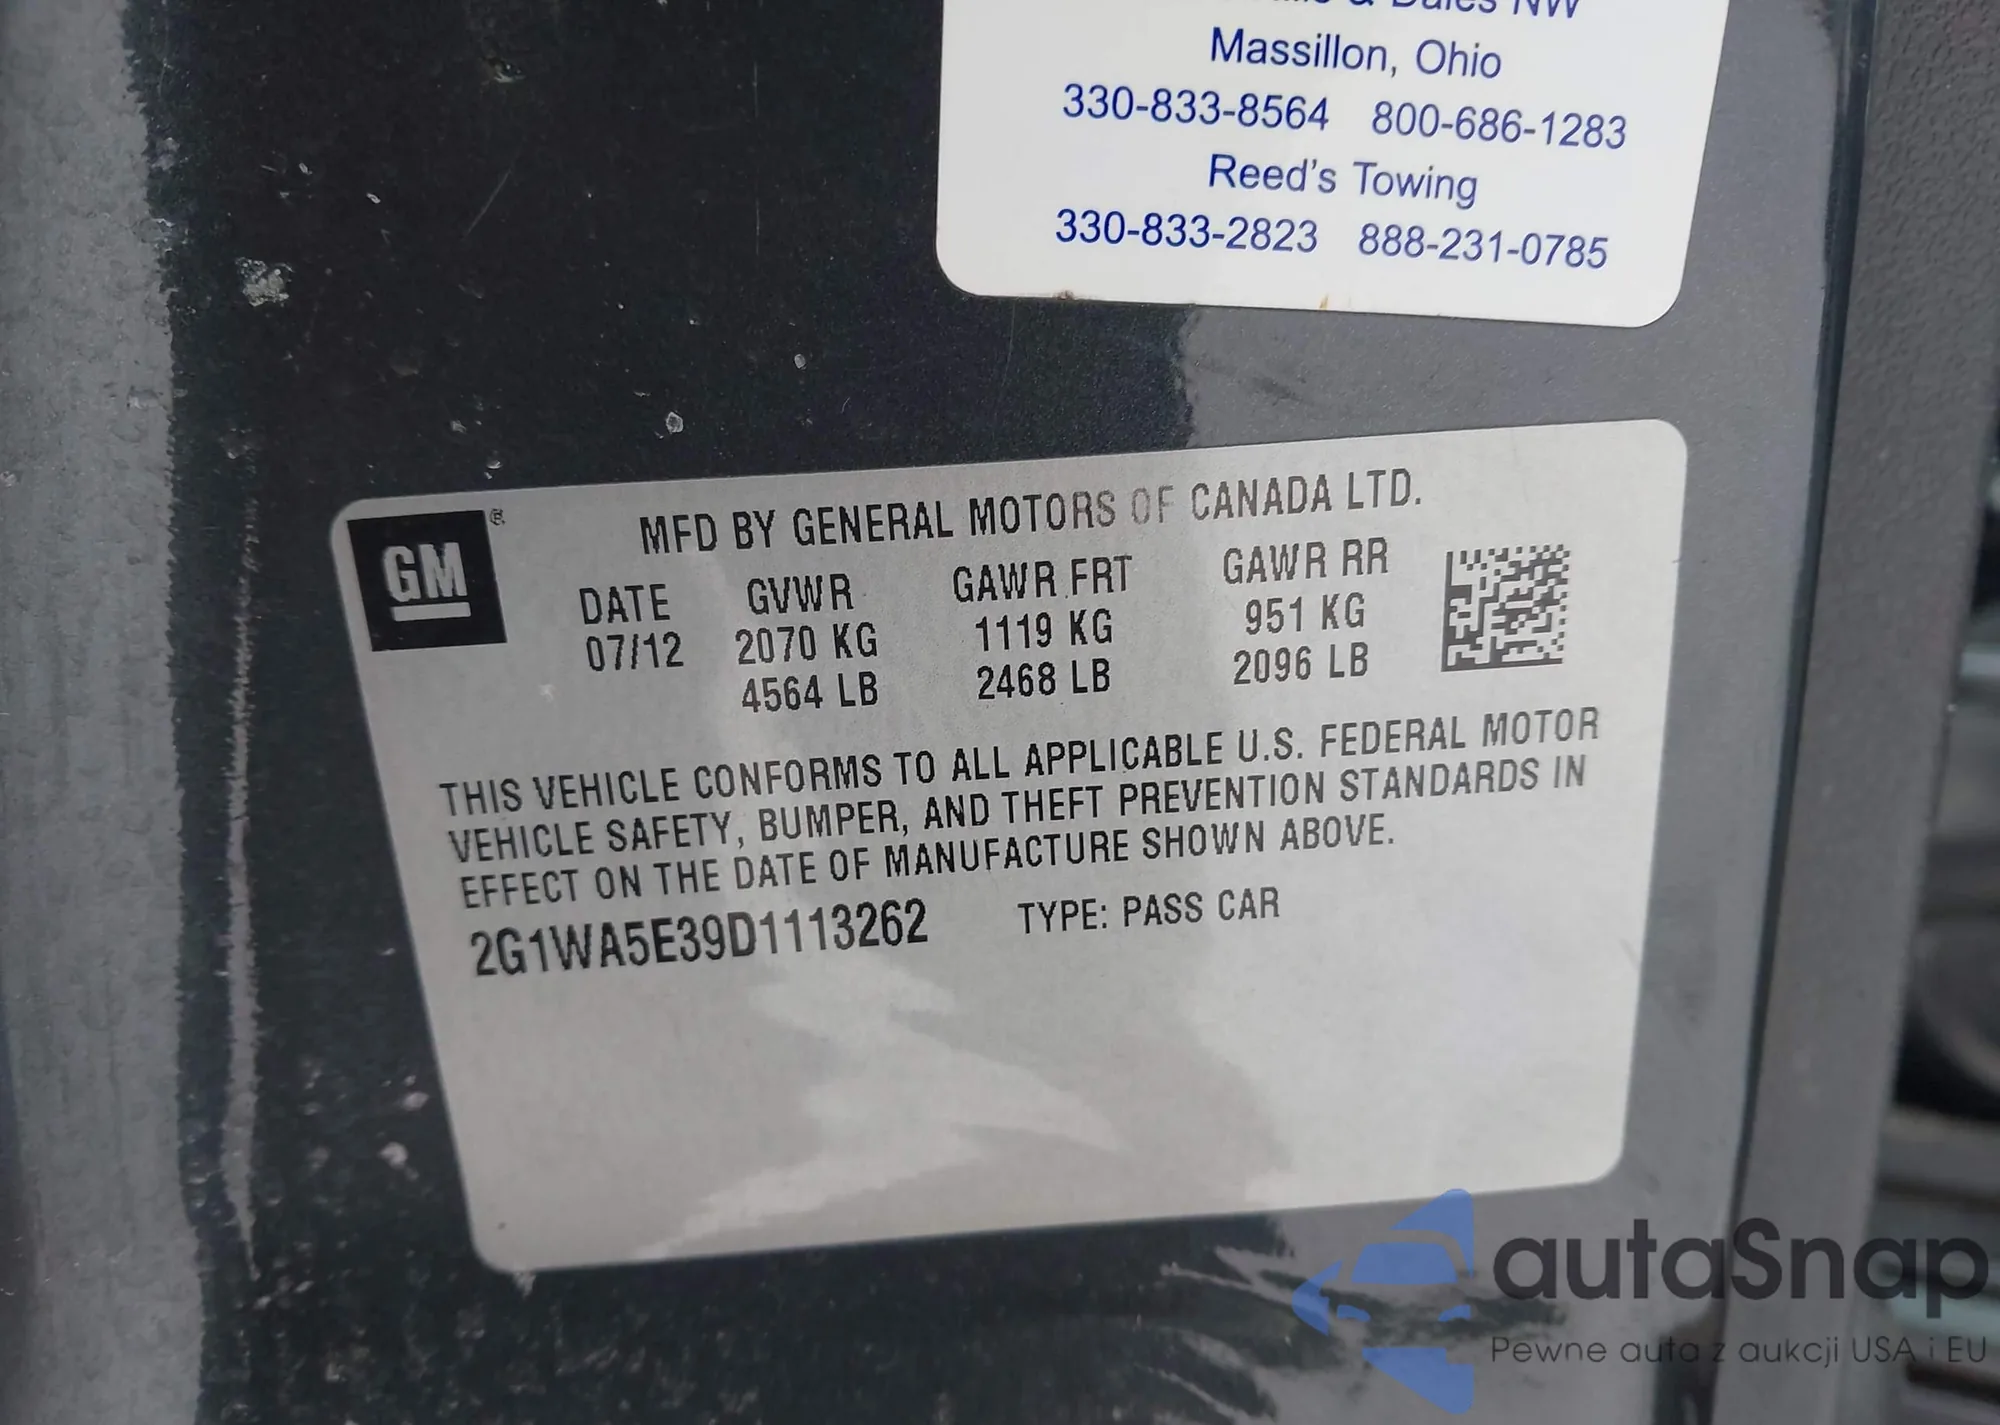 & Dales NW
Massillon, Ohio
330-833-8564 800-686-1283
Reed's Towing
330-833-2823 888-231-0785
GM ®
MFD BY GENERAL MOTORS OF CANADA LTD.
DATE GVWR GAWR FRT GAWR RR
07/12 2070 KG 1119 KG 951 KG
4564 LB 2468 LB 2096 LB
THIS VEHICLE CONFORMS TO ALL APPLICABLE U.S. FEDERAL MOTOR
VEHICLE SAFETY, BUMPER, AND THEFT PREVENTION STANDARDS IN
EFFECT ON THE DATE OF MANUFACTURE SHOWN ABOVE.
2G1WA5E39D1113262 TYPE: PASS CAR
autaSnap
Pewne auta z aukcji USA i EU